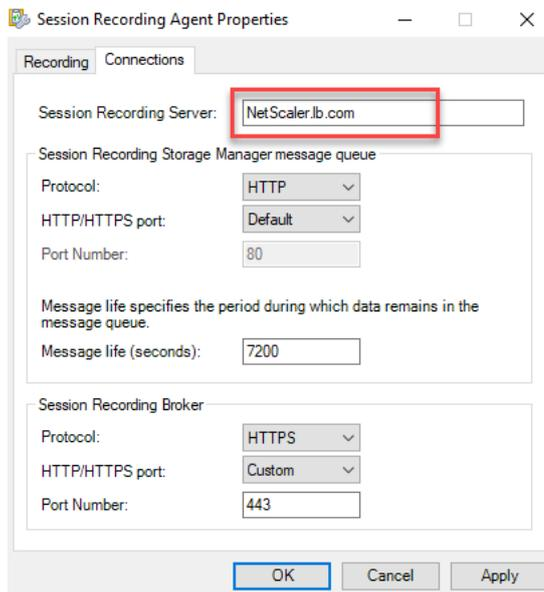 Session Recording Agent Properties
Recording
Connections
Session Recording Server:
NetScaler.lb.com
Session Recording Storage Manager message queue
Protocol:
HTTP
HTTP/HTTPS port:
Default
Port Number:
80
Message life specifies the period during which data remains in the
message queue.
Message life (seconds):
7200
Session Recording Broker
Protocol:
HTTPS
HTTP/HTTPS port:
Custom
Port Number:
443
OK
Cancel
Apply